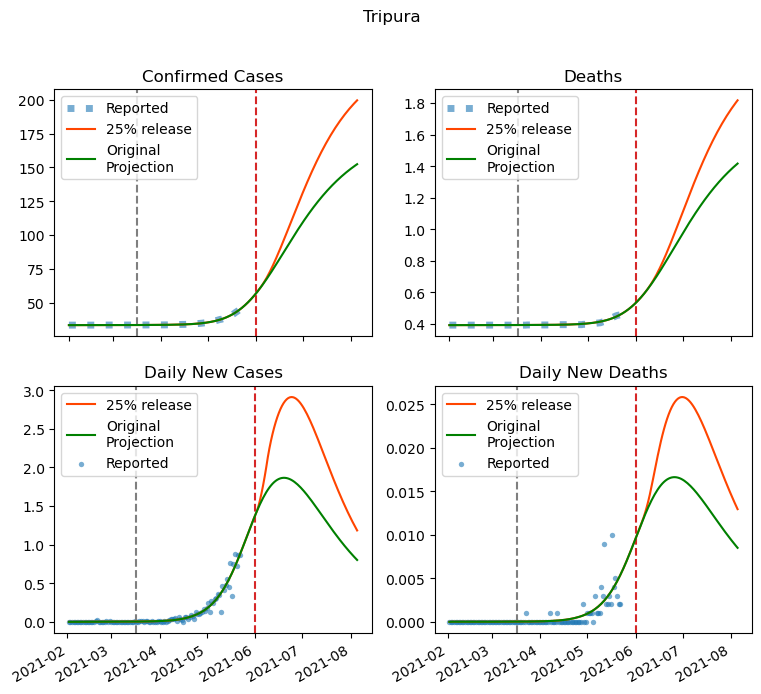 Tripura
Confirmed Cases
Reported
25% release
Original
Projection
200
175
150
125
100
75
50
Deaths
Reported
25% release
Original
Projection
1.8
1.6
1.4
1.2
1.0
0.8
0.6
0.4
Daily New Cases
25% release
Original
Projection
Reported
3.0
2.5
2.0
1.5
1.0
0.5
0.0
2021-02
2021-03
2021-04
2021-05
2021-06
2021-07
2021-08
Daily New Deaths
25% release
Original
Projection
Reported
0.025
0.020
0.015
0.010
0.005
0.000
2021-02
2021-03
2021-04
2021-05
2021-06
2021-07
2021-08